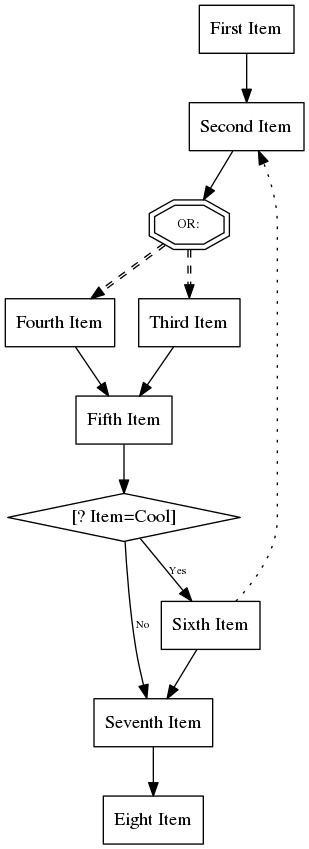 First Item
Second Item
OR:
Fourth Item
Third Item
Fifth Item
[? Item=Cool]
Yes
Sixth Item
No
Seventh Item
Eight Item